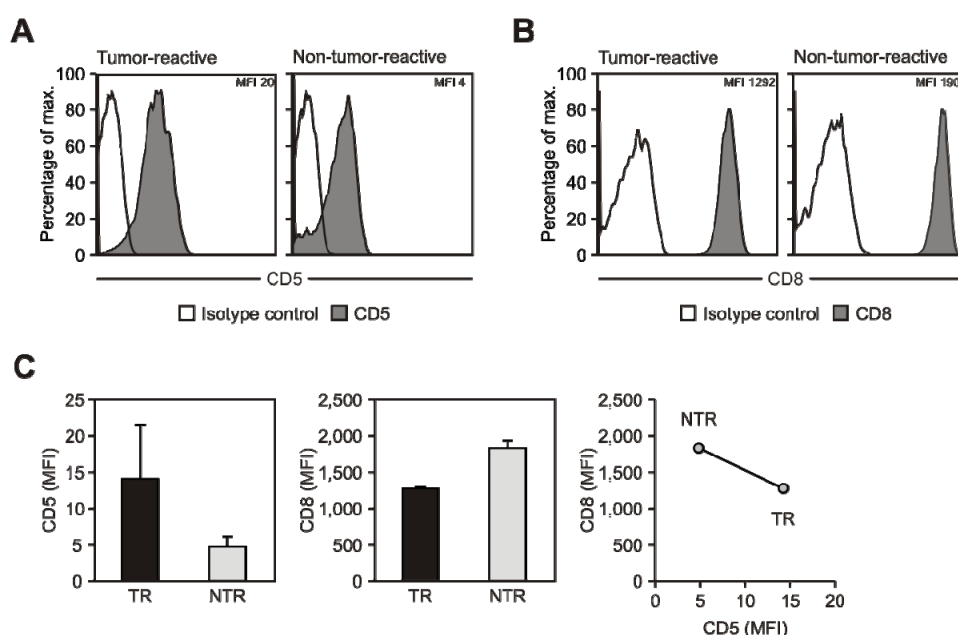 A
B
Tumor-reactive
Non-tumor-reactive
Tumor-reactive
Non-tumor-reactive
MFI 20
MFI 4
MFI 1292
MFI 190
Percentage of max.
100
80
60
40
20
0
Percentage of max.
100
80
60
40
20
0
CD5
CD8
Isotype control
CD5
Isotype control
CD8
C
CD5 (MFI)
25
20
15
10
5
0
TR
NTR
CD8 (MFI)
2,500
2,000
1,500
1,000
500
0
TR
NTR
CD8 (MFI)
2,500
2,000
1,500
1,000
500
0
NTR
TR
0 5 10 15 20
CD5 (MFI)